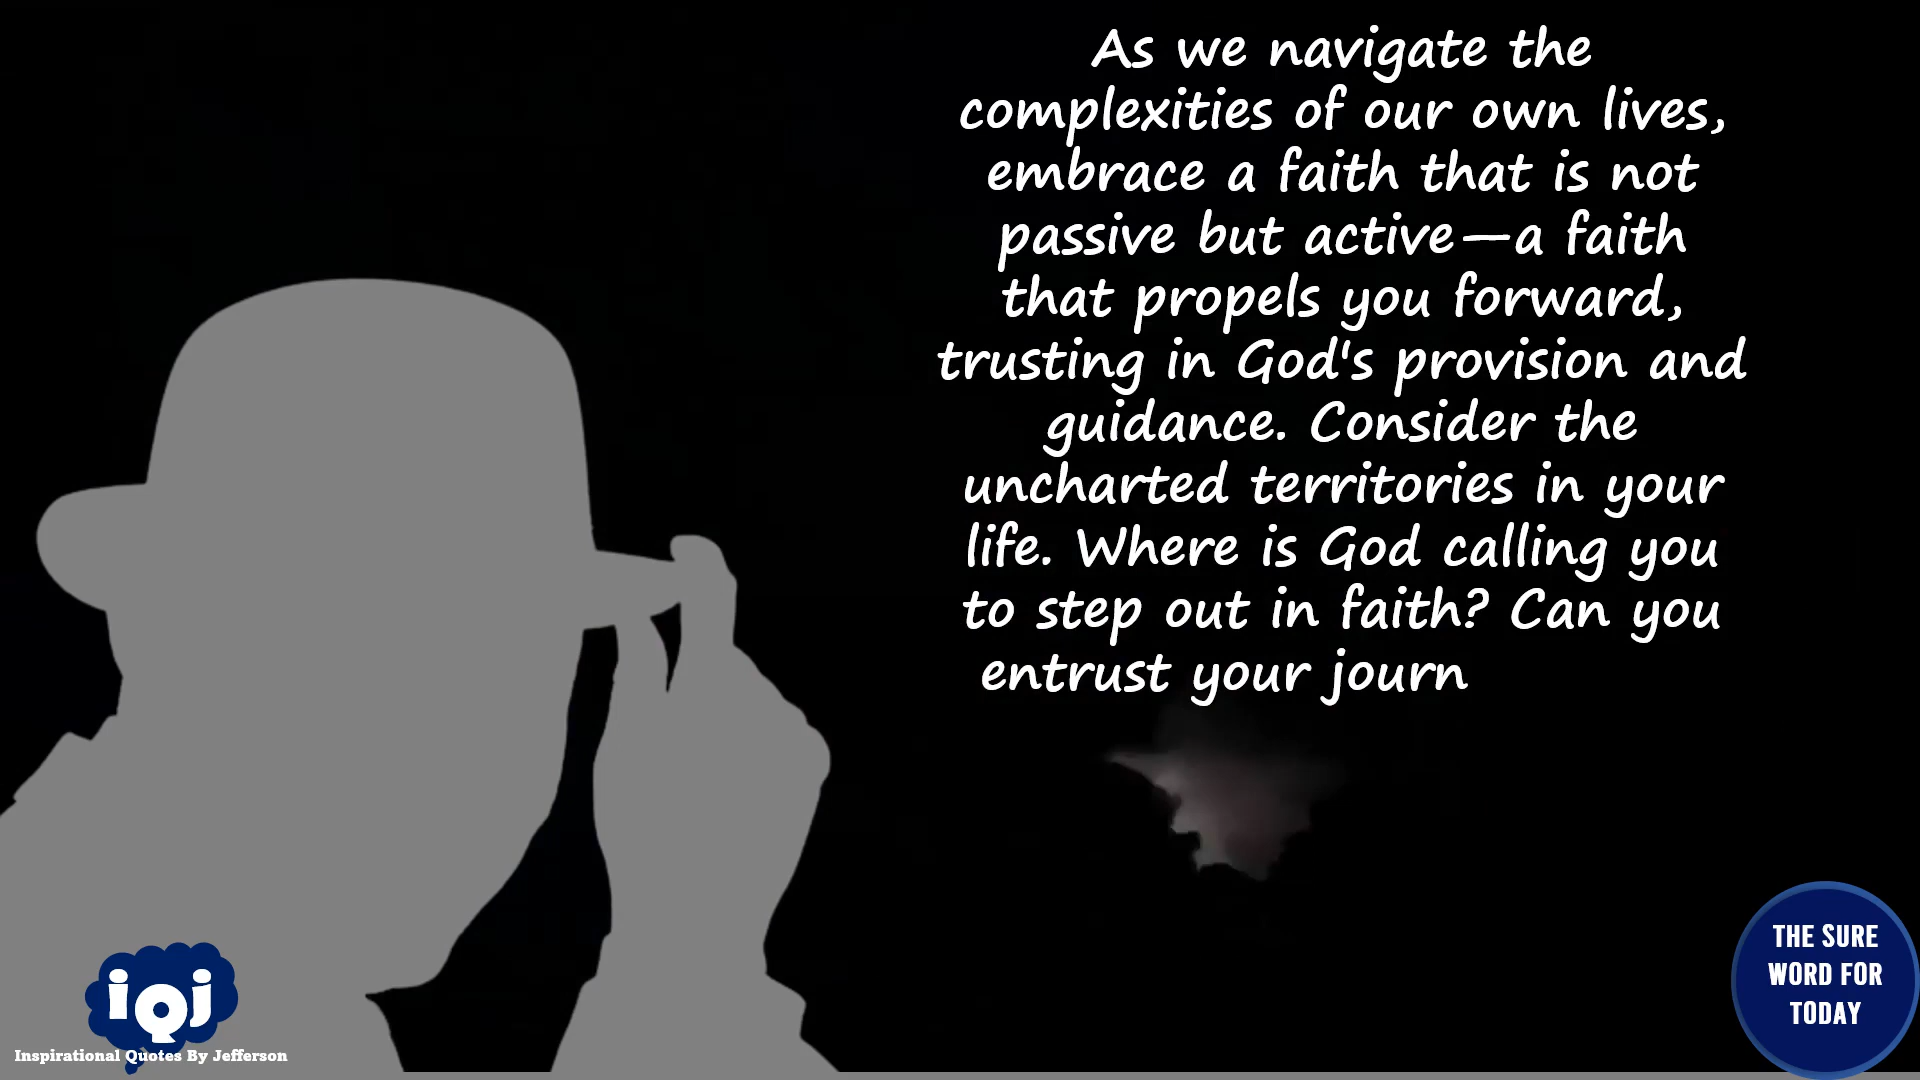 As we navigate the
complexities of our own lives,
embrace a faith that is not
passive but active—a faith
that propels you forward,
trusting in God's provision and
guidance. Consider the
uncharted territories in your
life. Where is God calling you
to step out in faith? Can you
entrust your journ
iQj
Inspirational Quotes By Jefferson
THE SURE
WORD FOR
TODAY